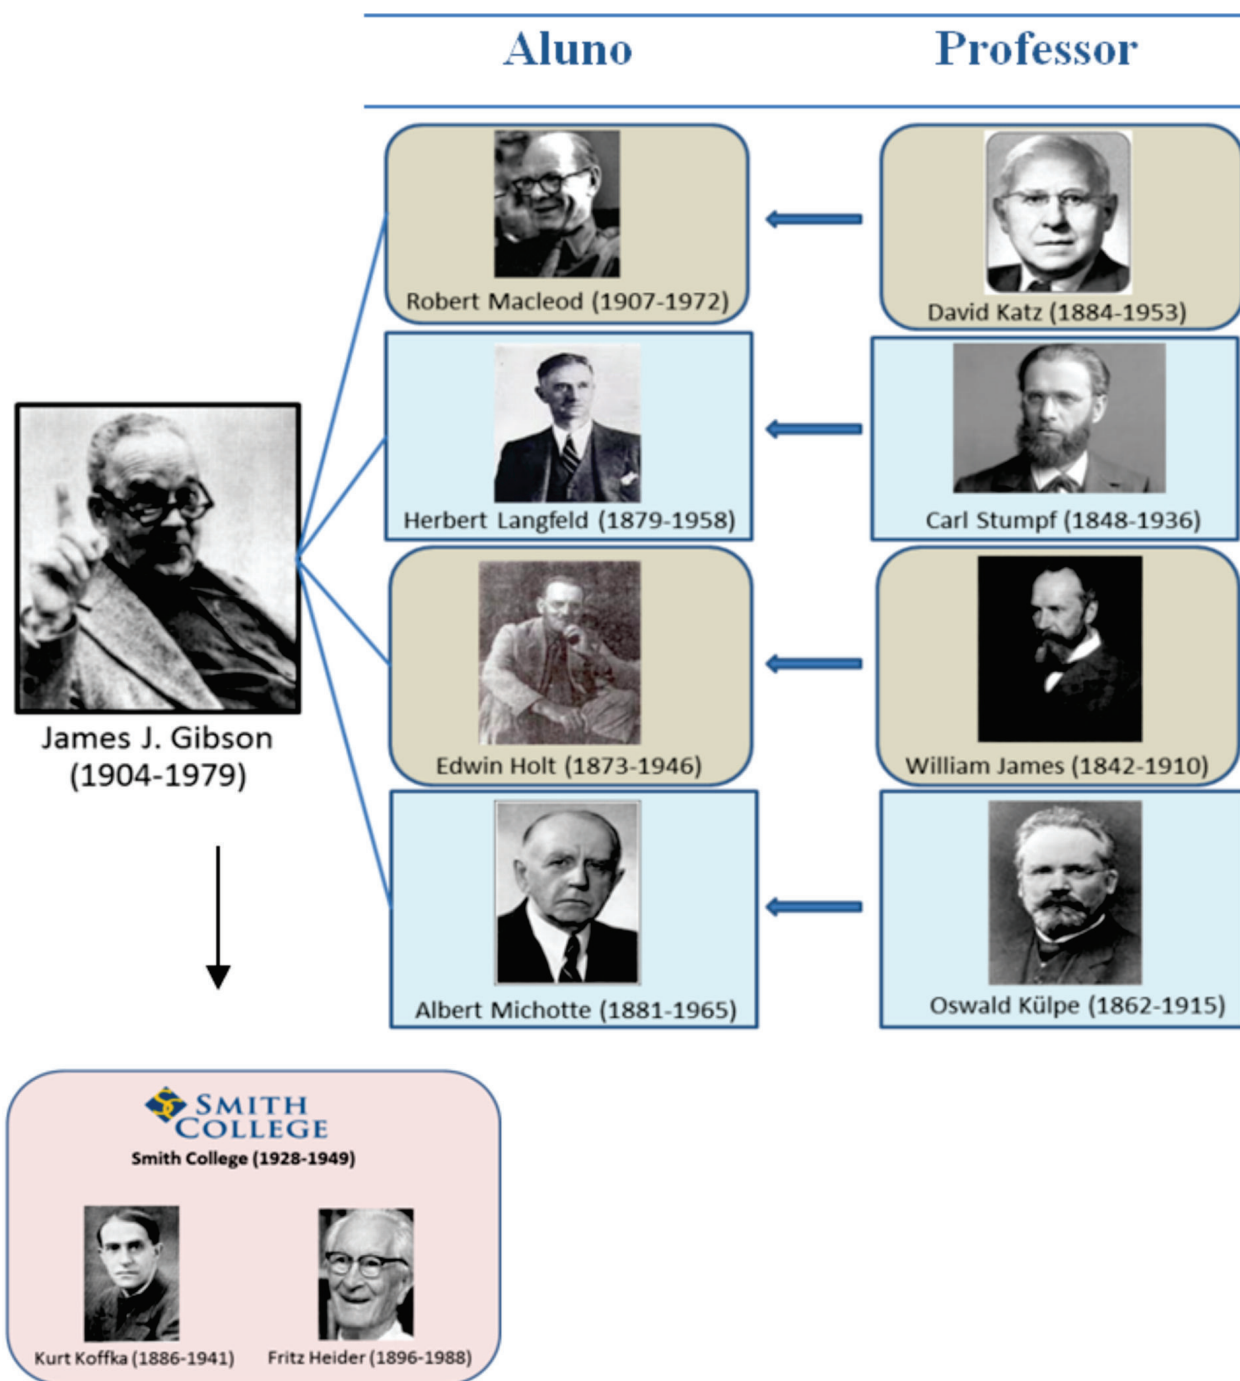 Aluno
Professor
Robert Macleod (1907-1972)
David Katz (1884-1953)
Herbert Langfeld (1879-1958)
Carl Stumpf (1848-1936)
James J. Gibson
(1904-1979)
Edwin Holt (1873-1946)
William James (1842-1910)
Albert Michotte (1881-1965)
Oswald Külpe (1862-1915)
SMITH
COLLEGE
Smith College (1928-1949)
Kurt Koffka (1886-1941)
Fritz Heider (1896-1988)